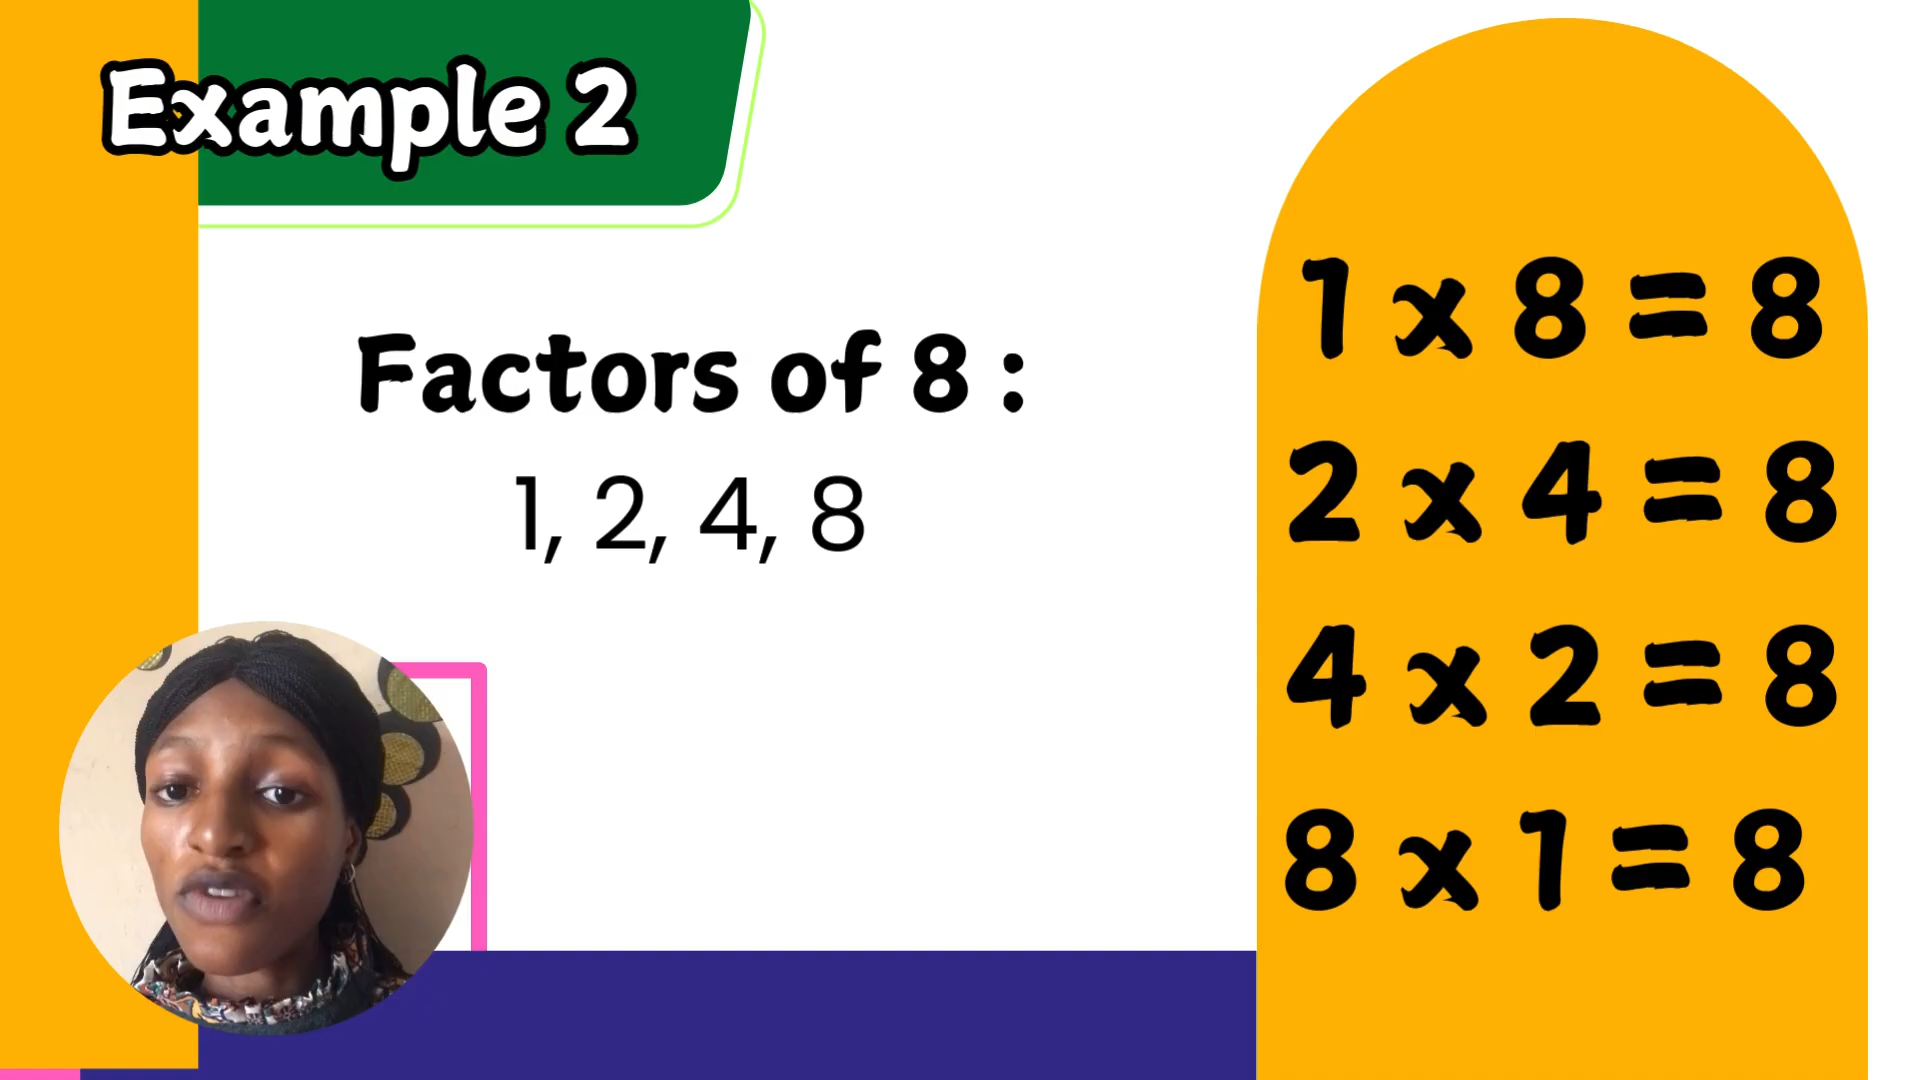 Example 2
Factors of 8 :
1, 2, 4, 8
1 x 8 = 8
2 x 4 = 8
4 x 2 = 8
8 x 1 = 8